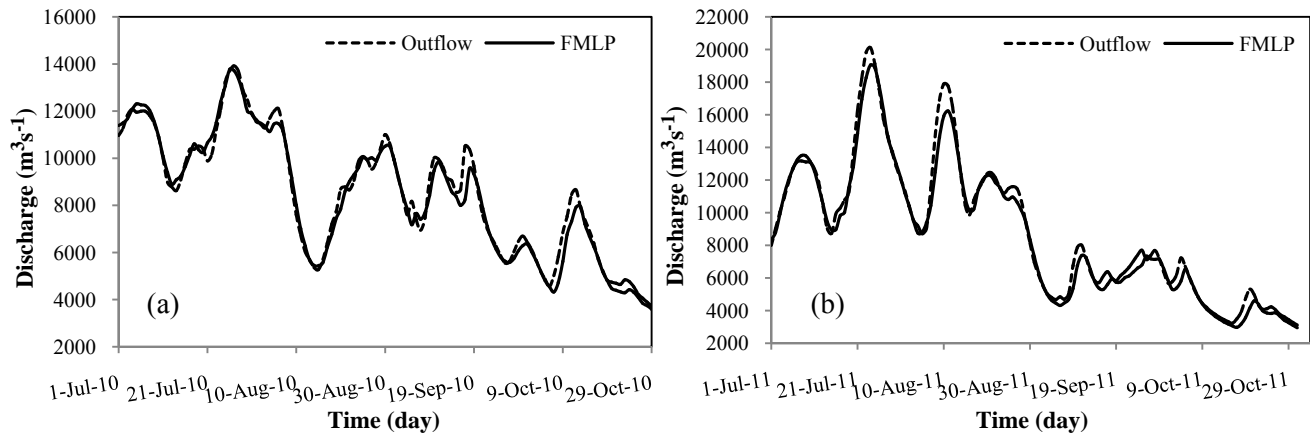 16000
14000
12000
10000
8000
6000
4000
2000
Discharge (m³s⁻¹)
Outflow
FMLP
(a)
1-Jul-10
21-Jul-10
10-Aug-10
30-Aug-10
19-Sep-10
9-Oct-10
29-Oct-10
Time (day)
22000
20000
18000
16000
14000
12000
10000
8000
6000
4000
2000
Discharge (m³s⁻¹)
Outflow
FMLP
(b)
1-Jul-11
21-Jul-11
10-Aug-11
30-Aug-11
19-Sep-11
9-Oct-11
29-Oct-11
Time (day)